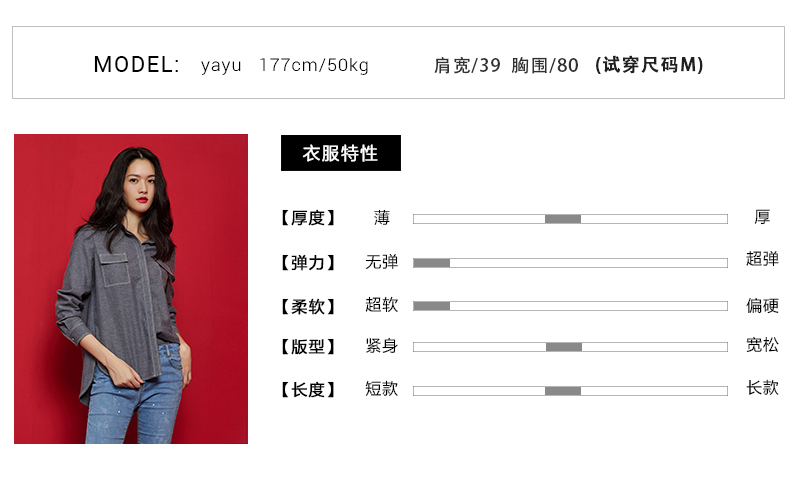 MODEL: yayu 177cm/50kg 肩宽/39 胸围/80 (试穿尺码M)
衣服特性
【厚度】 薄 厚
【弹力】 无弹 超弹
【柔软】 超软 偏硬
【版型】 紧身 宽松
【长度】 短款 长款